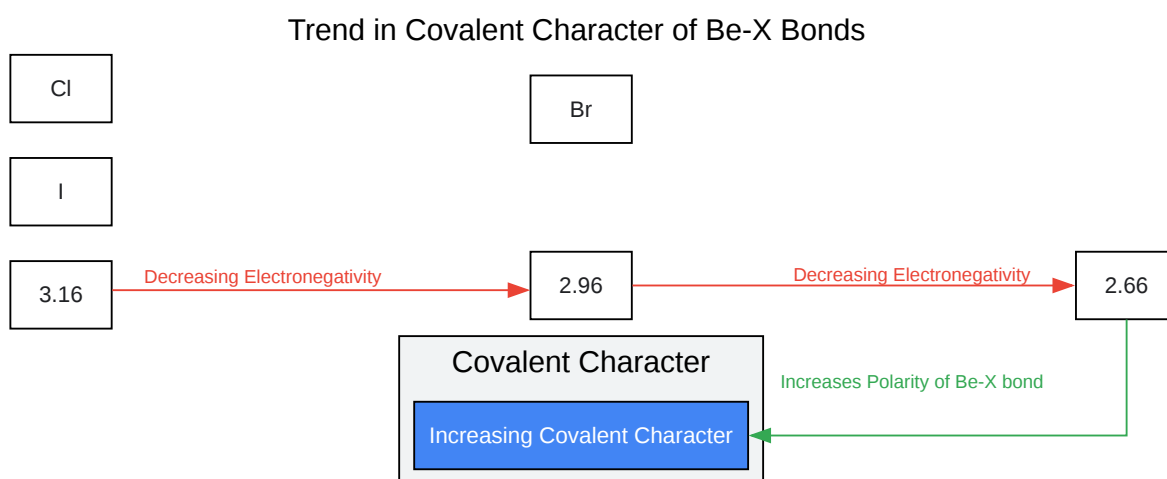 Trend in Covalent Character of Be-X Bonds
Cl
Br
I
3.16
Decreasing Electronegativity
2.96
Decreasing Electronegativity
2.66
Covalent Character
Increases Polarity of Be-X bond
Increasing Covalent Character